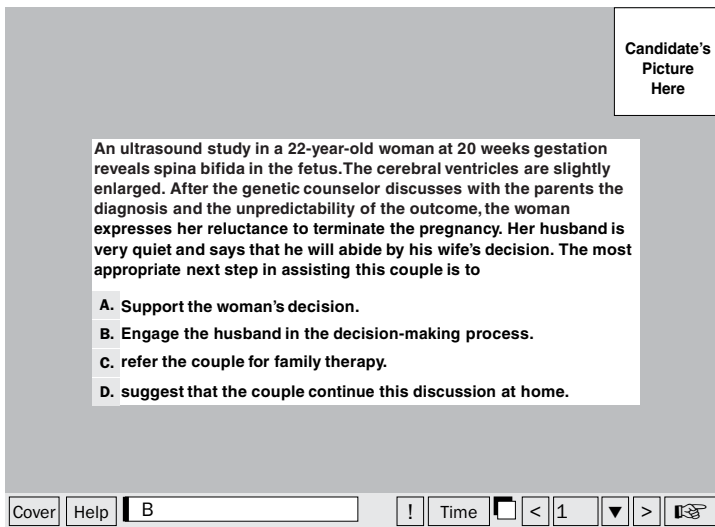 Candidate's
Picture
Here
An ultrasound study in a 22-year-old woman at 20 weeks gestation
reveals spina bifida in the fetus.The cerebral ventricles are slightly
enlarged. After the genetic counselor discusses with the parents the
diagnosis and the unpredictability of the outcome, the woman
expresses her reluctance to terminate the pregnancy. Her husband is
very quiet and says that he will abide by his wife's decision. The most
appropriate next step in assisting this couple is to
A. Support the woman's decision.
B. Engage the husband in the decision-making process.
C. refer the couple for family therapy.
D. suggest that the couple continue this discussion at home.
Cover Help B ! Time < 1 ▼ > ☞